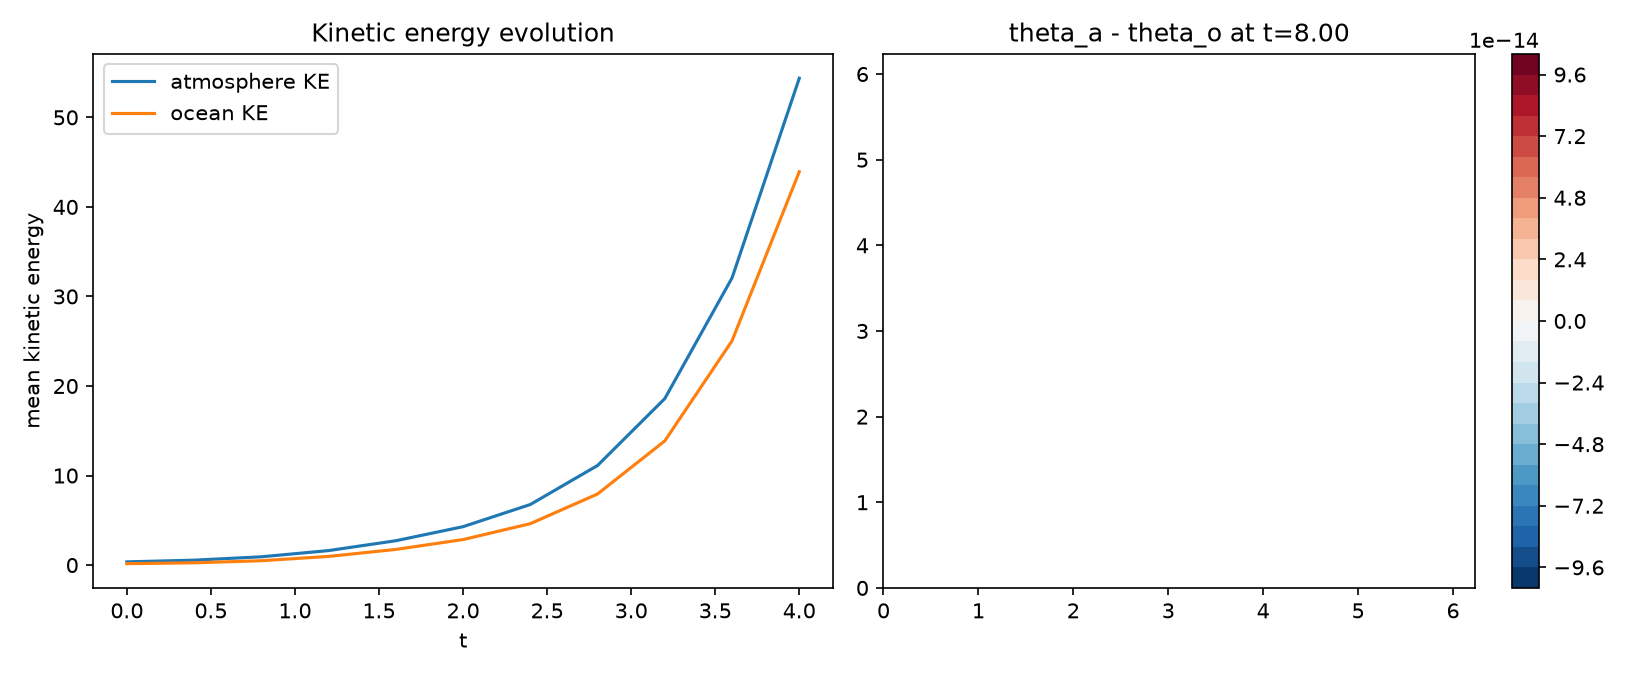 Kinetic energy evolution
atmosphere KE
ocean KE
mean kinetic energy
50
40
30
20
10
0
0.0 0.5 1.0 1.5 2.0 2.5 3.0 3.5 4.0
t
theta_a - theta_o at t=8.00
6
5
4
3
2
1
0
0 1 2 3 4 5 6
1e−14
9.6
7.2
4.8
2.4
0.0
−2.4
−4.8
−7.2
−9.6